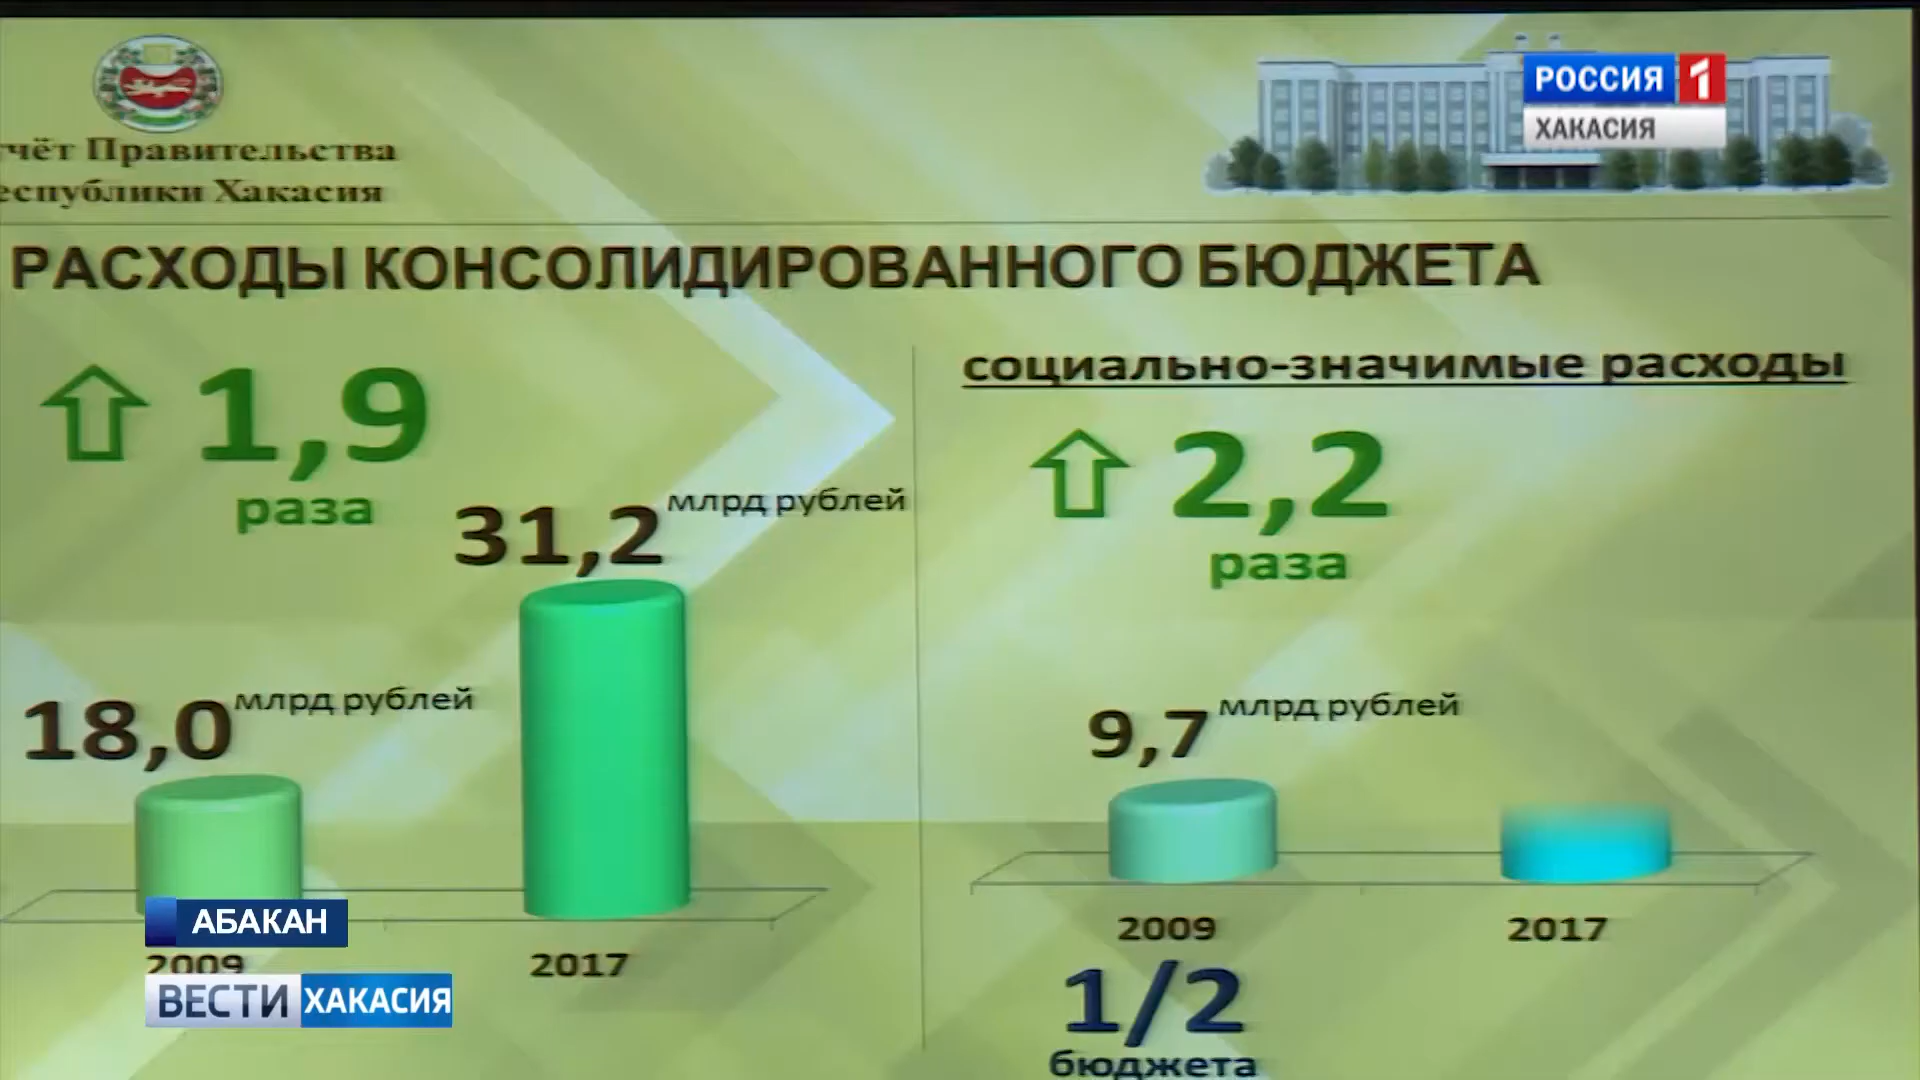 РОССИЯ 1
ХАКАСИЯ
чёт Правительства
еспублики Хакасия
РАСХОДЫ КОНСОЛИДИРОВАННОГО БЮДЖЕТА
1,9
раза
31,2 млрд рублей
18,0 млрд рублей
2009
2017
социально-значимые расходы
2,2
раза
9,7 млрд рублей
2009
2017
1/2
бюджета
АБАКАН
ВЕСТИ ХАКАСИЯ